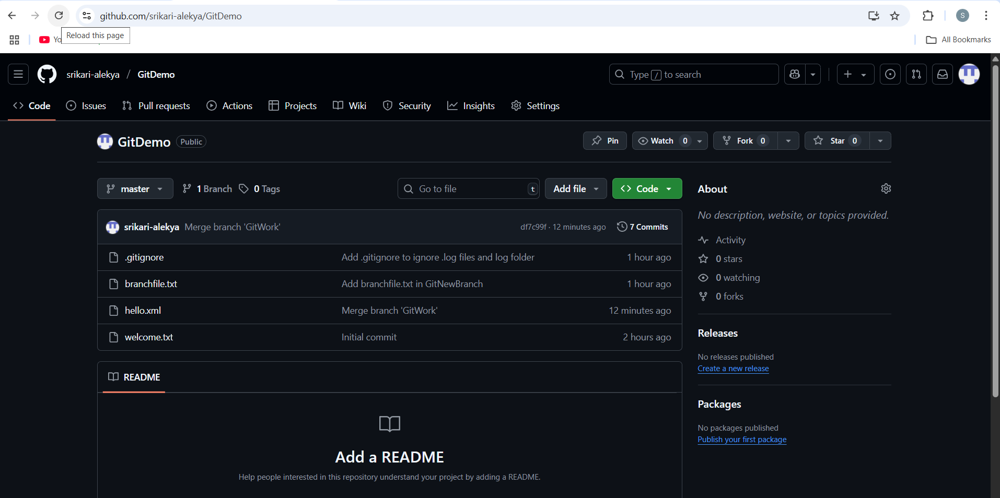 github.com/srikari-alekya/GitDemo
S
Reload this page
All Bookmarks
srikari-alekya / GitDemo
Type / to search
Code Issues Pull requests Actions Projects Wiki Security Insights Settings
GitDemo Public
Pin Watch 0 Fork 0 Star 0
master 1 Branch 0 Tags
Go to file t Add file Code
srikari-alekya Merge branch 'GitWork' df7c99f · 12 minutes ago 7 Commits
.gitignore Add .gitignore to ignore .log files and log folder 1 hour ago
branchfile.txt Add branchfile.txt in GitNewBranch 1 hour ago
hello.xml Merge branch 'GitWork' 12 minutes ago
welcome.txt Initial commit 2 hours ago
README
Add a README
Help people interested in this repository understand your project by adding a README.
About
No description, website, or topics provided.
Activity
0 stars
0 watching
0 forks
Releases
No releases published
Create a new release
Packages
No packages published
Publish your first package